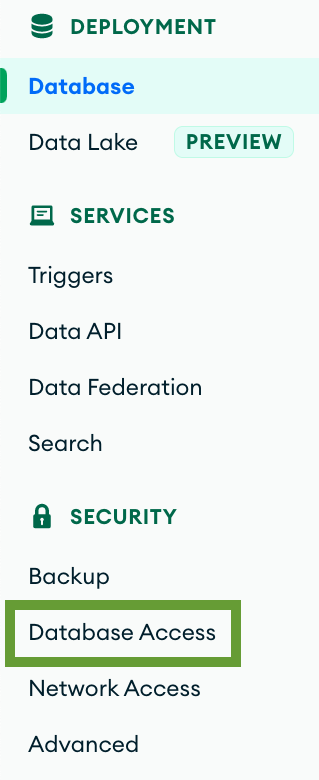 DEPLOYMENT
Database
Data Lake PREVIEW
SERVICES
Triggers
Data API
Data Federation
Search
SECURITY
Backup
Database Access
Network Access
Advanced